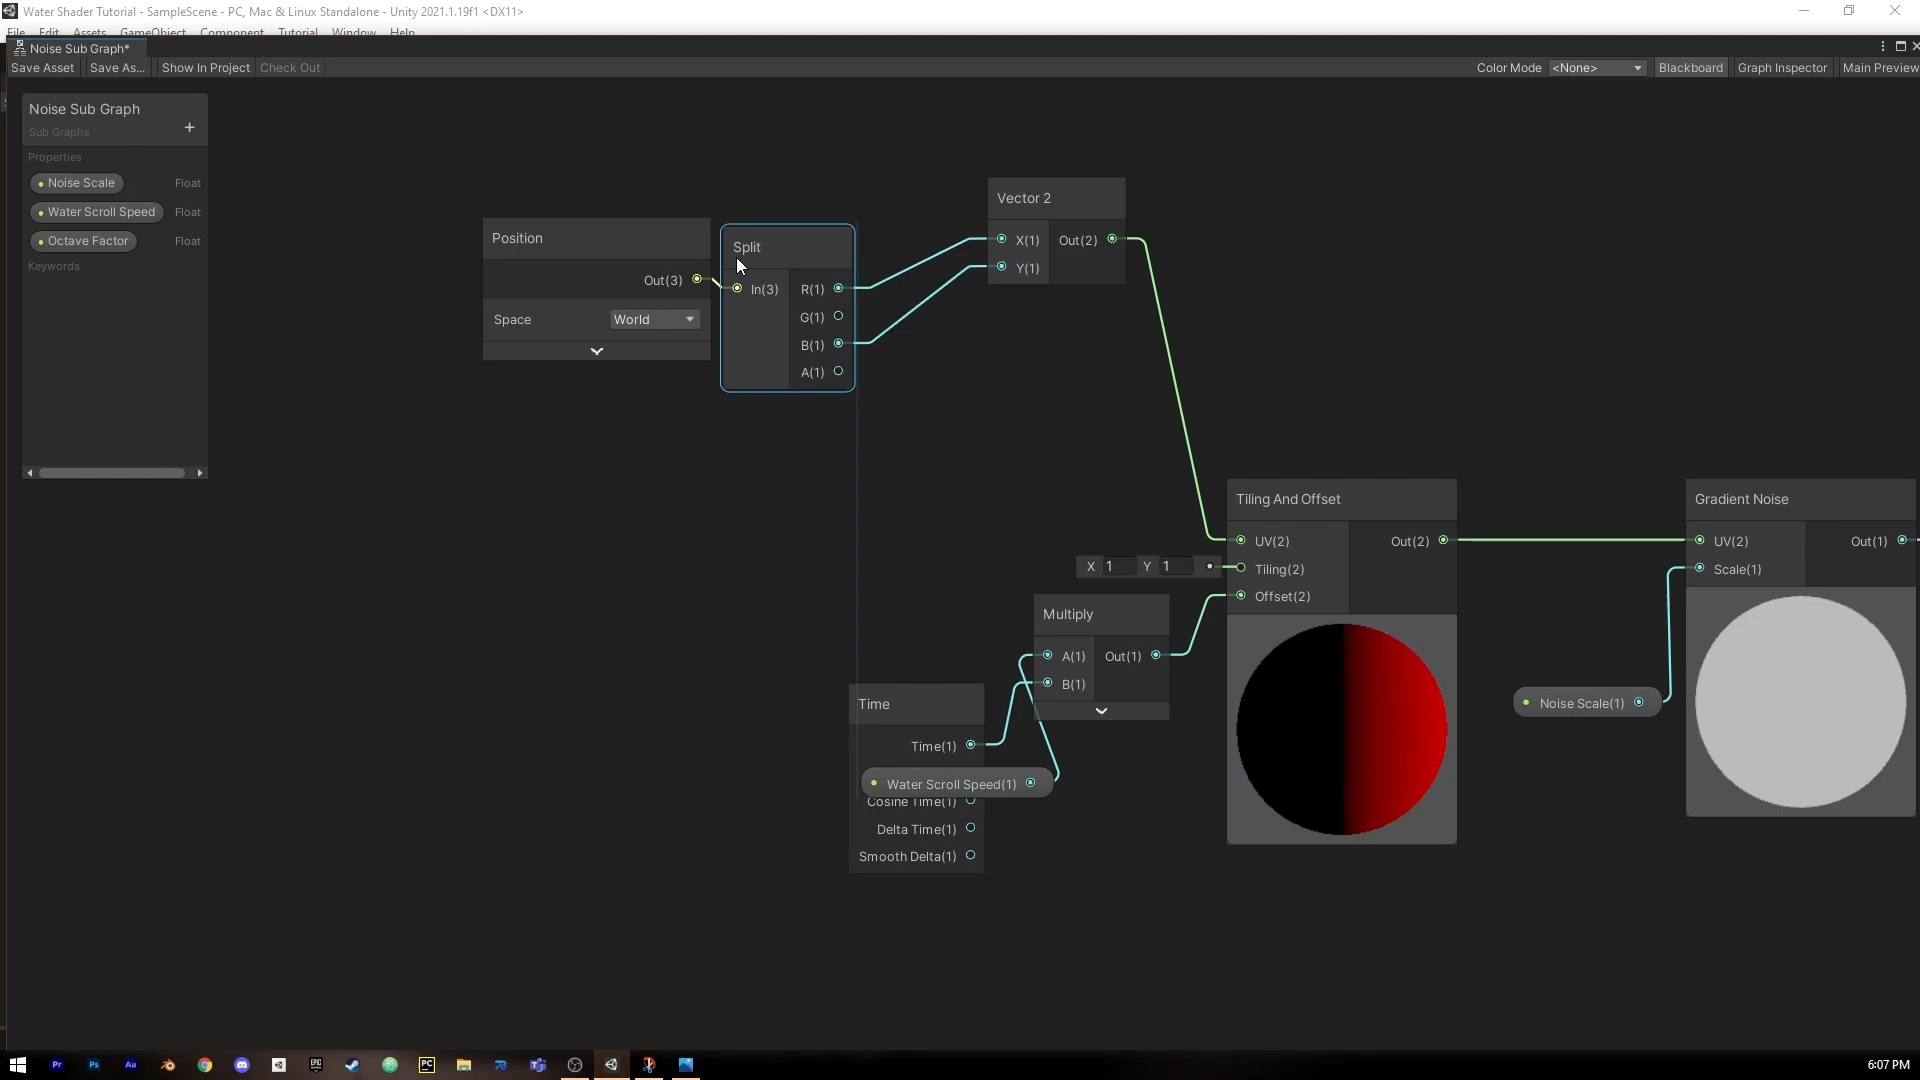 Water Shader Tutorial - SampleScene - PC, Mac & Linux Standalone - Unity 2021.1.19f1 <DX11>
File Edit Assets GameObject Component Tutorial Window Help
Noise Sub Graph*
Save Asset Save As... Show In Project Check Out Color Mode <None> Blackboard Graph Inspector Main Preview
Noise Sub Graph
Sub Graphs
+
Properties
Noise Scale Float
Water Scroll Speed Float
Octave Factor Float
Keywords
Position
Out(3)
Space World
Split
In(3) R(1)
G(1)
B(1)
A(1)
Vector 2
X(1) Out(2)
Y(1)
Tiling And Offset
UV(2) Out(2)
Tiling(2)
Offset(2)
X 1 Y 1
Multiply
A(1) Out(1)
B(1)
Time
Time(1)
Water Scroll Speed(1)
Cosine Time(1)
Delta Time(1)
Smooth Delta(1)
Gradient Noise
UV(2) Out(1)
Scale(1)
Noise Scale(1)
Pr Ps Au EPIC GAMES PC
6:07 PM